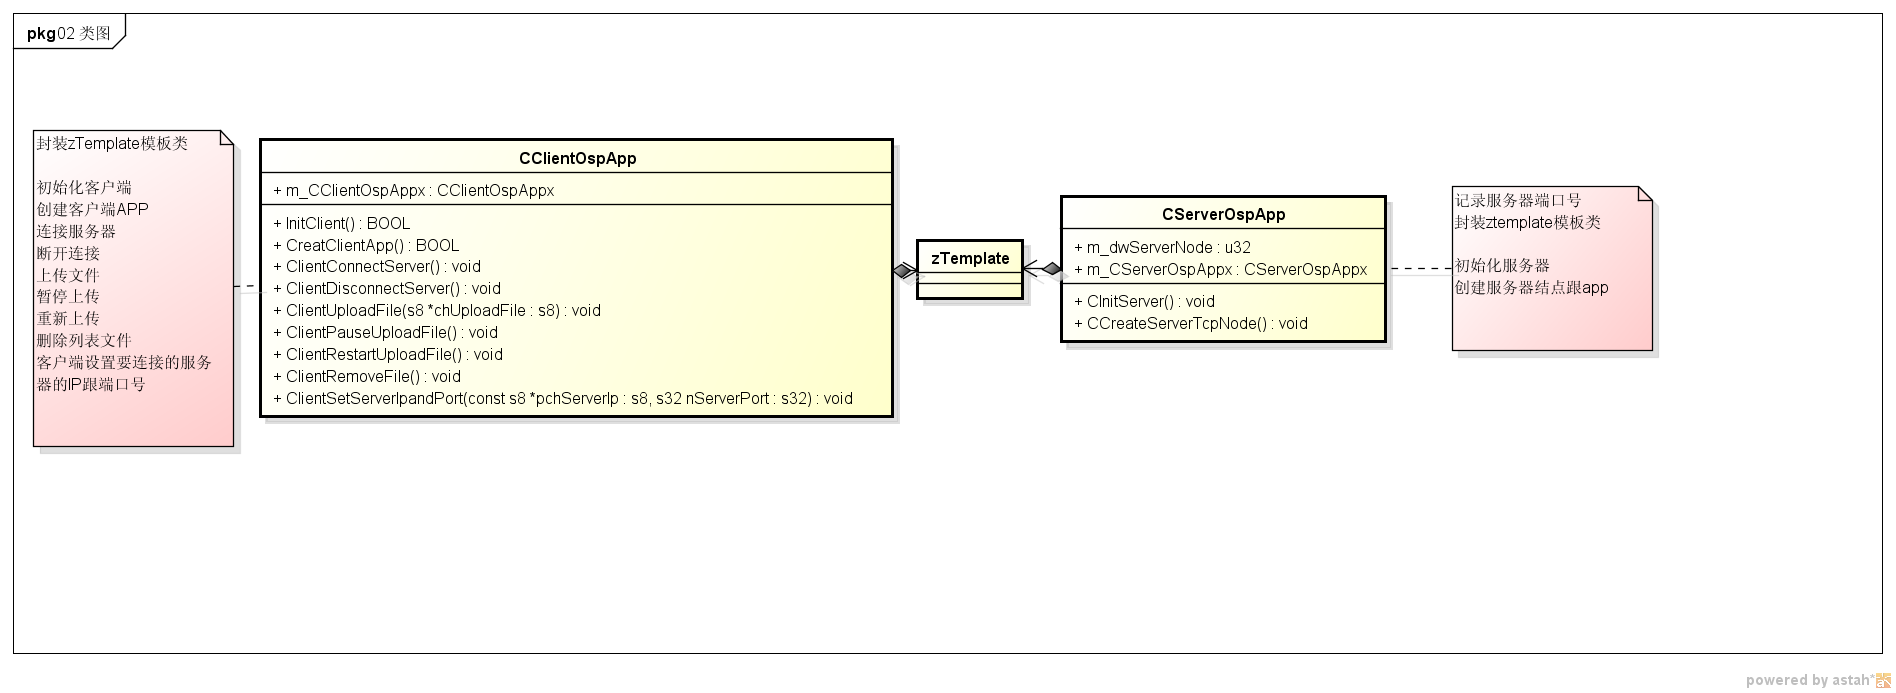 pkg02 类图
封装zTemplate模板类
初始化客户端
创建客户端APP
连接服务器
断开连接
上传文件
暂停上传
重新上传
删除列表文件
客户端设置要连接的服务
器的IP跟端口号
CClientOspApp
+ m_CClientOspAppx : CClientOspAppx
+ InitClient() : BOOL
+ CreatClientApp() : BOOL
+ ClientConnectServer() : void
+ ClientDisconnectServer() : void
+ ClientUploadFile(s8 *chUploadFile : s8) : void
+ ClientPauseUploadFile() : void
+ ClientRestartUploadFile() : void
+ ClientRemoveFile() : void
+ ClientSetServerIpandPort(const s8 *pchServerIp : s8, s32 nServerPort : s32) : void
zTemplate
CServerOspApp
+ m_dwServerNode : u32
+ m_CServerOspAppx : CServerOspAppx
+ CInitServer() : void
+ CCreateServerTcpNode() : void
记录服务器端口号
封装ztemplate模板类
初始化服务器
创建服务器结点跟app
powered by astah*